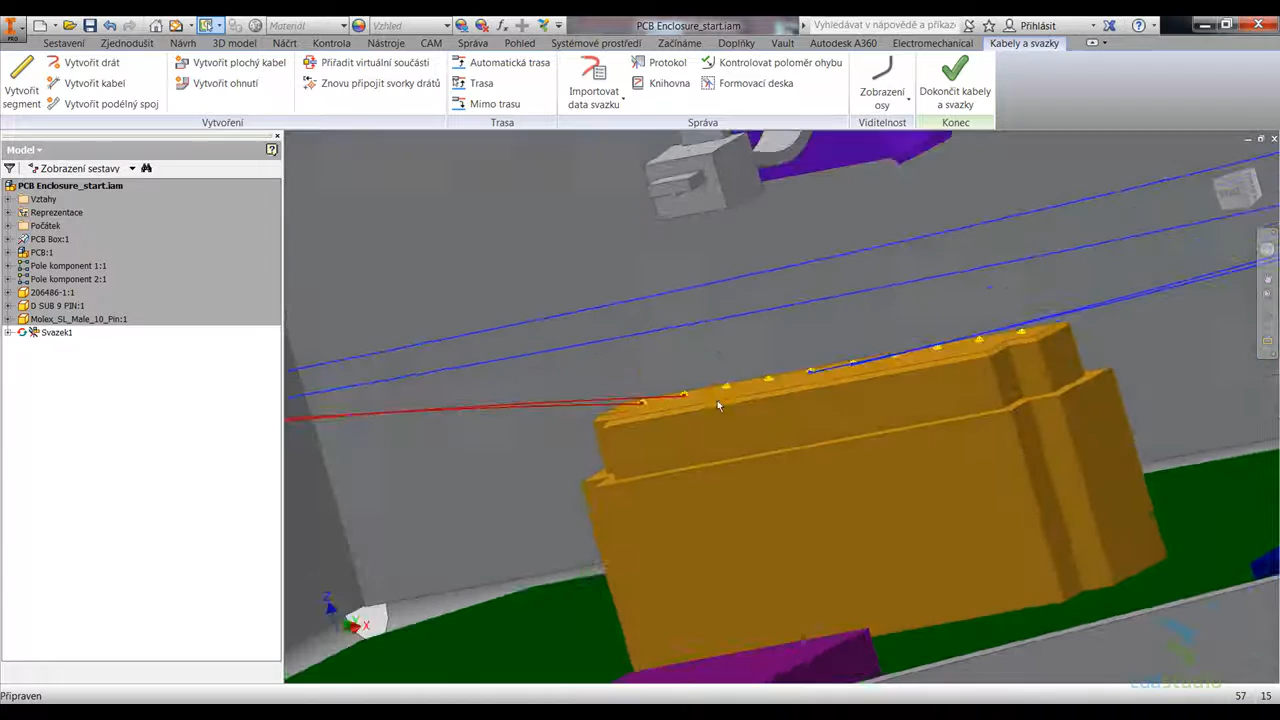 PRO
Materiál
Vzhled
PCB Enclosure_start.iam
Vyhledávat v nápovědě a příkaz
Přihlásit
Sestavení Zjednodušit Návrh 3D model Načrt Kontrola Nástroje CAM Správa Pohled Systémové prostředí Začínáme Doplňky Vault Autodesk A360 Electromechanical Kabely a svazky
Vytvořit segment
Vytvořit drát
Vytvořit kabel
Vytvořit podélný spoj
Vytvořit plochý kabel
Vytvořit ohnutí
Přiřadit virtuální součásti
Znovu připojit svorky drátů
Automatická trasa
Trasa
Mimo trasu
Importovat data svazku
Protokol
Knihovna
Kontrolovat poloměr ohybu
Formovací deska
Zobrazení osy
Dokončit kabely a svazky
Vytvoření Trasa Správa Viditelnost Konec
Model
Zobrazení sestavy
PCB Enclosure_start.iam
Vztahy
Reprezentace
Počátek
PCB Box:1
PCB:1
Pole komponent 1:1
Pole komponent 2:1
206486-1:1
D SUB 9 PIN:1
Molex_SL_Male_10_Pin:1
Svazek1
Z
Y
X
cadstudio
Připraven
57 15